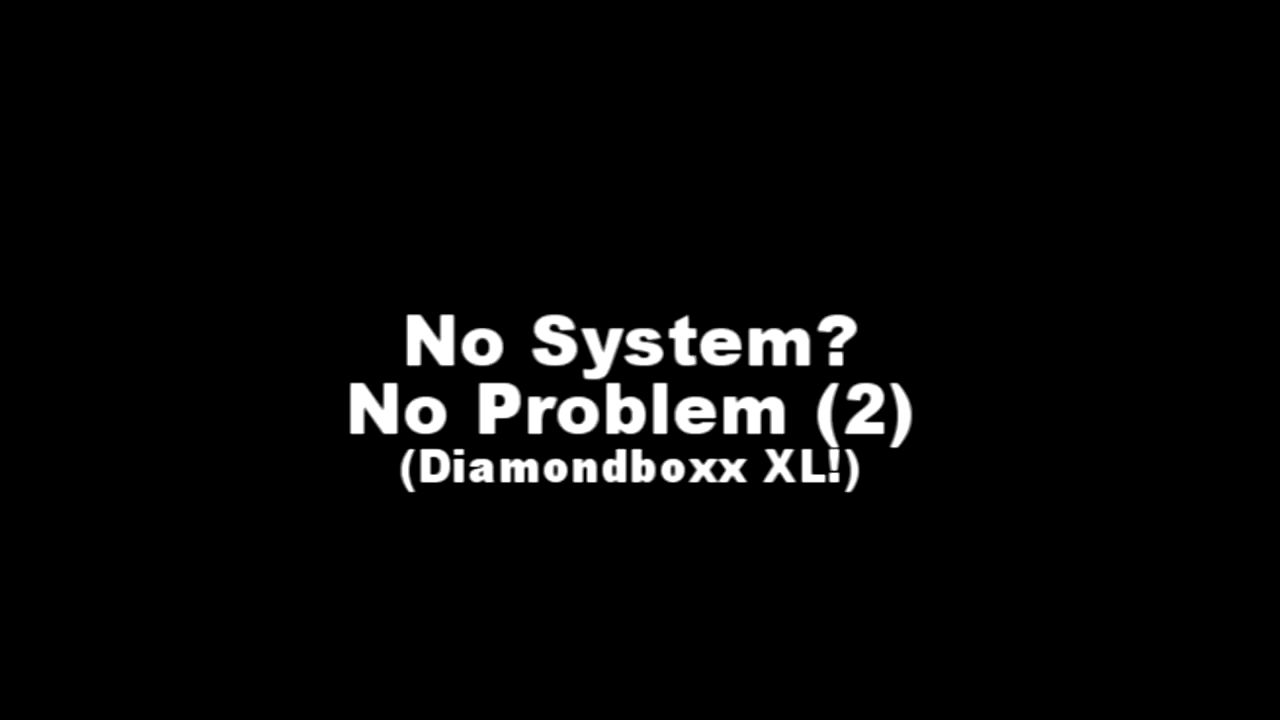 No System?
No Problem (2)
(Diamondboxx XL!)